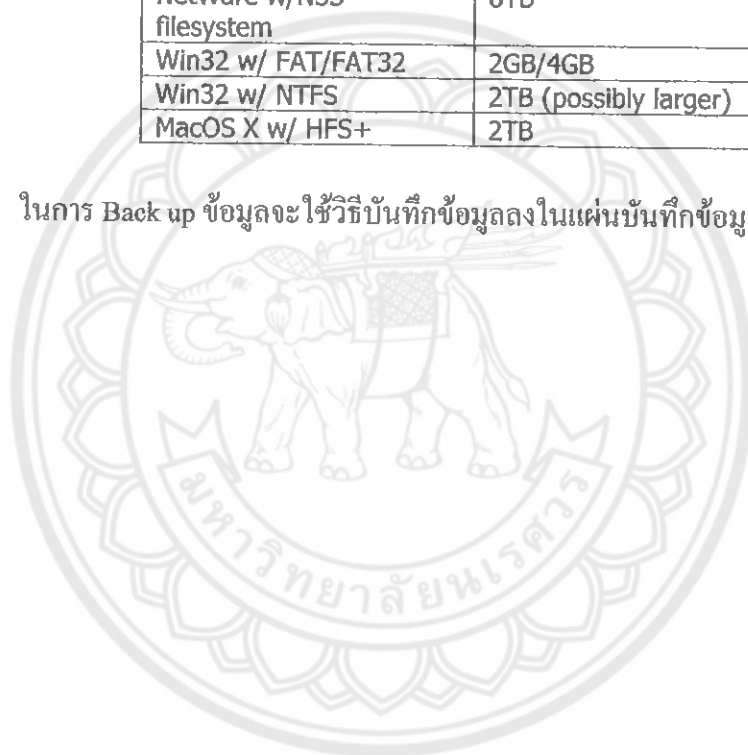 filesystem
Win32 w/ FAT/FAT32 2GB/4GB
Win32 w/ NTFS 2TB (possibly larger)
MacOS X w/ HFS+ 2TB
ในการ Back up ข้อมูลจะใช้วิธีบันทึกข้อมูลลงในแผ่นบันทึกข้อมู
มหาวิทยาลัยนเรศวร